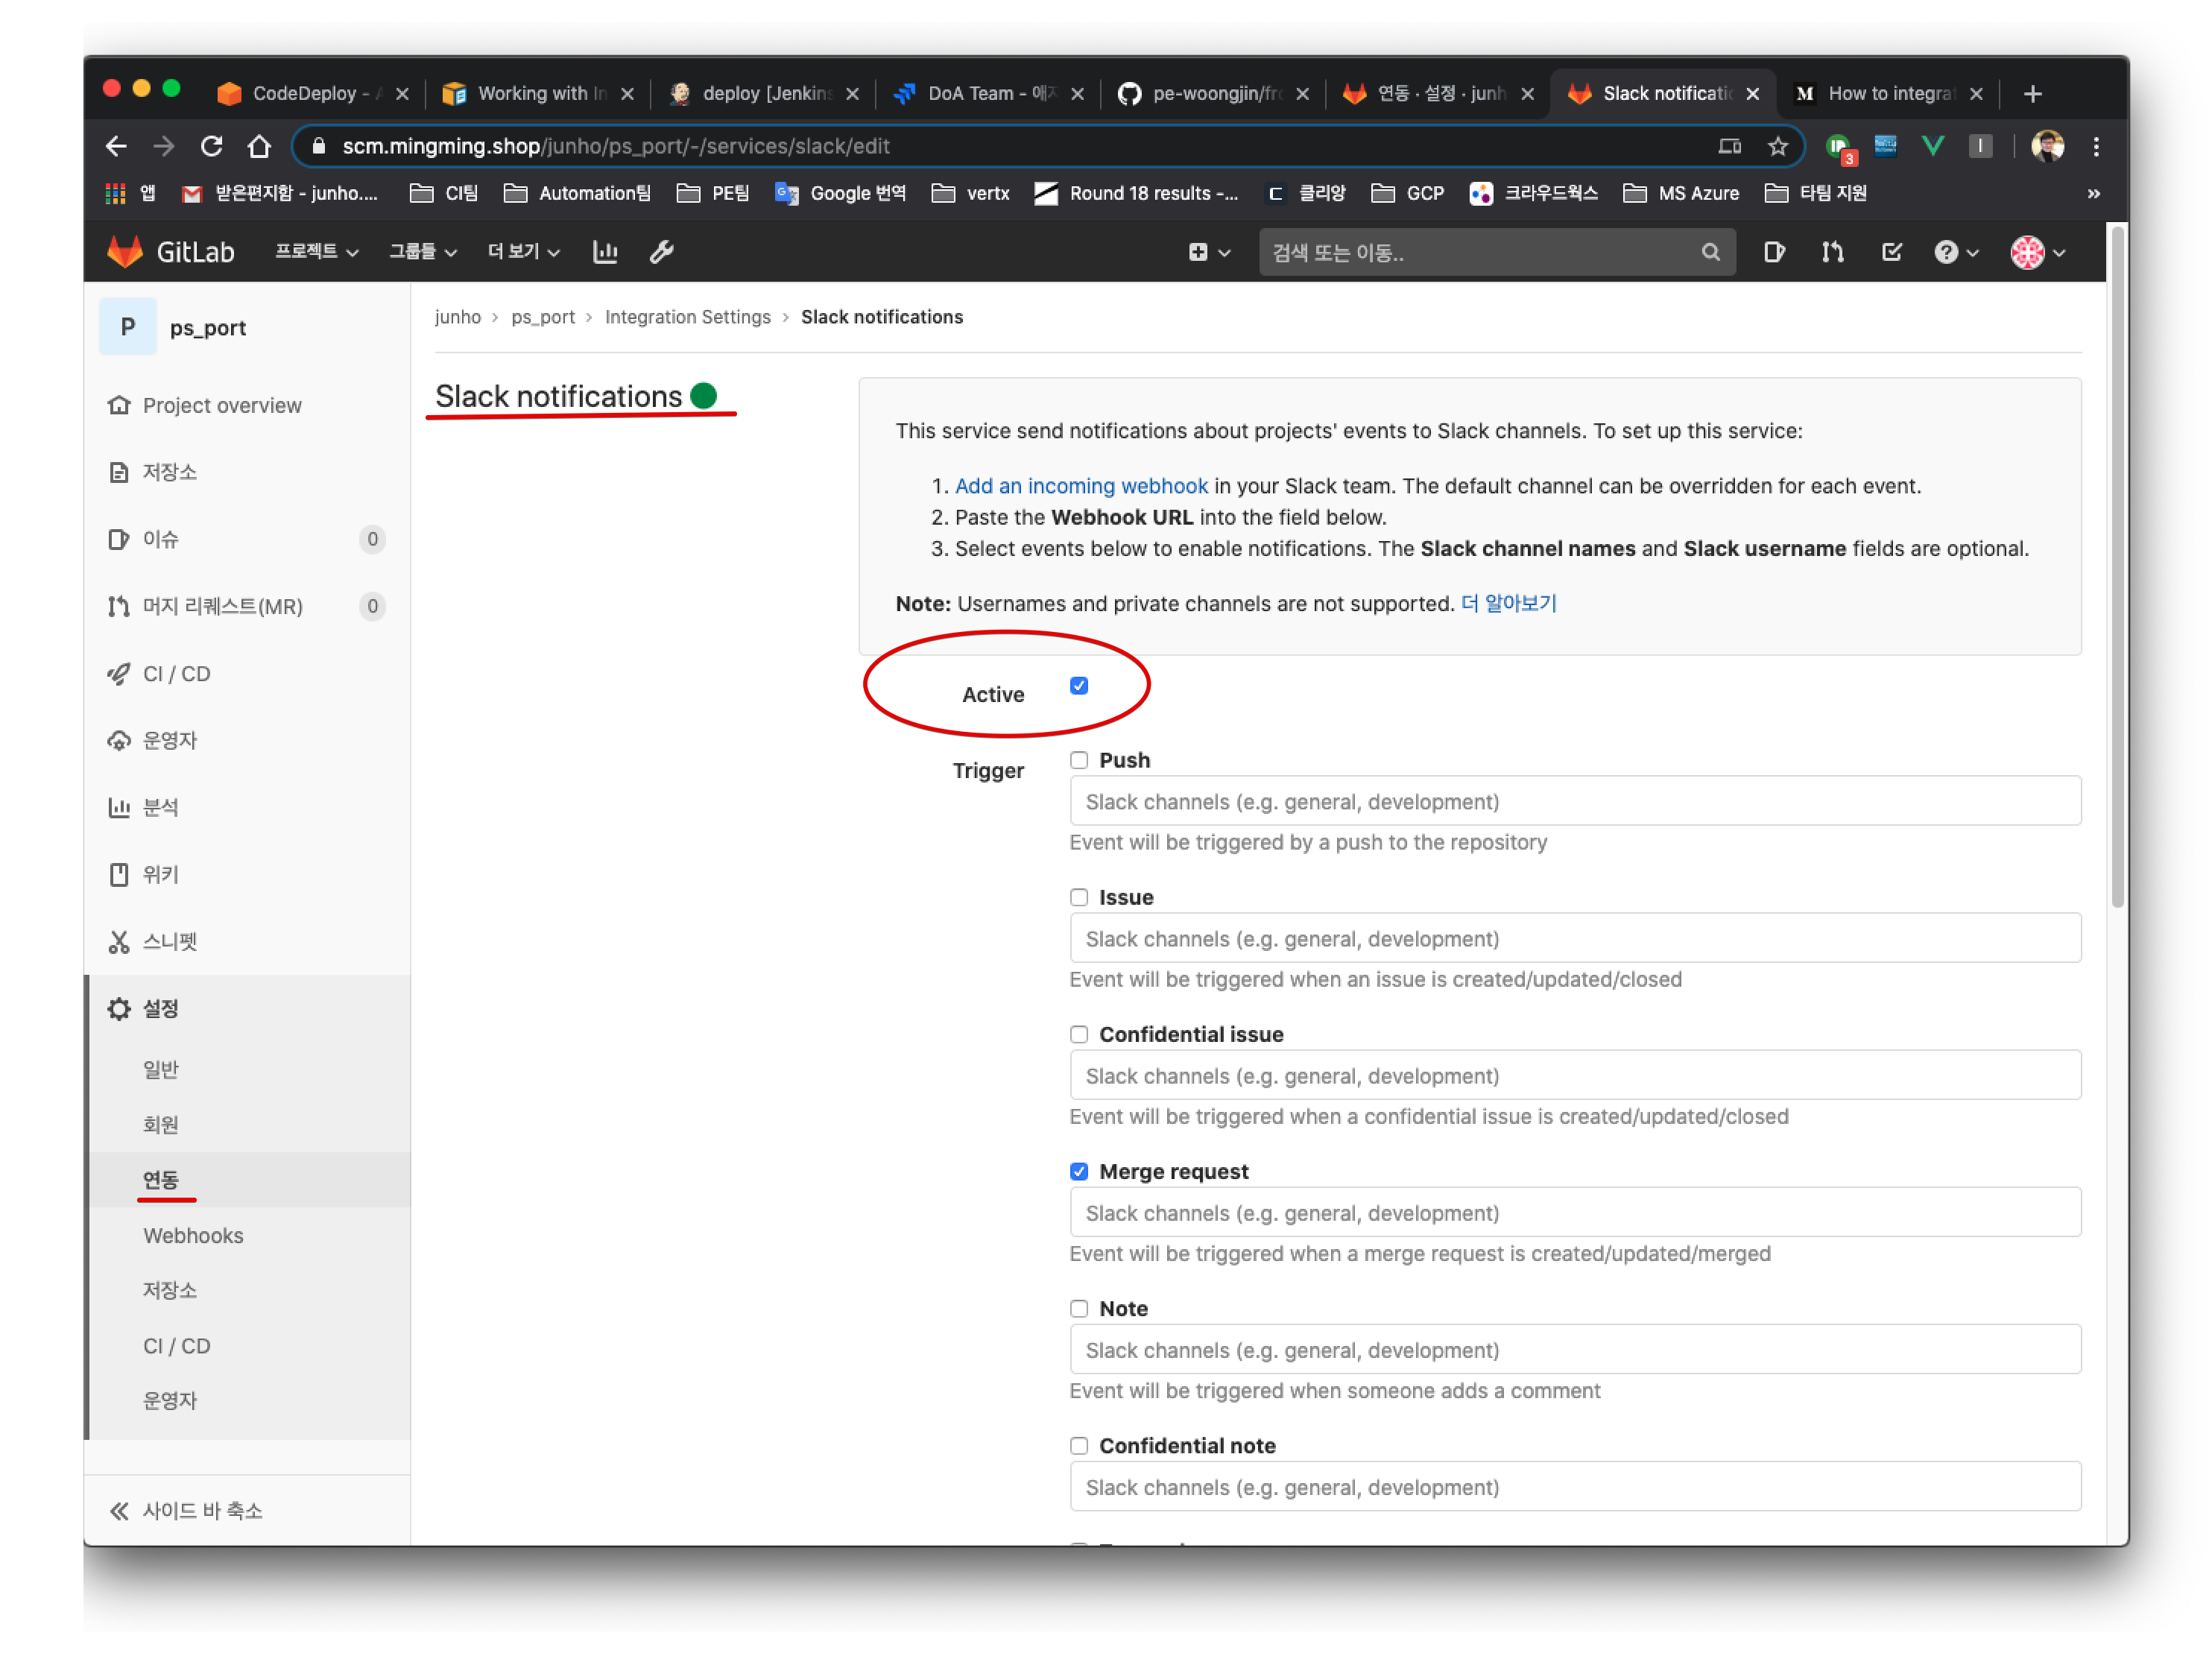 CodeDeploy - A
Working with In
deploy [Jenkins
DoA Team - 애자
pe-woongjin/fro
연동 · 설정 · junh
Slack notificatio
How to integrat
scm.mingming.shop/junho/ps_port/-/services/slack/edit
3
앱
받은편지함 - junho....
CI팀
Automation팀
PE팀
Google 번역
vertx
Round 18 results -...
클리앙
GCP
크라우드웍스
MS Azure
타팀 지원
»
GitLab
프로젝트
그룹들
더 보기
검색 또는 이동..
P
ps_port
junho › ps_port › Integration Settings › Slack notifications
Project overview
저장소
이슈
0
머지 리퀘스트(MR)
0
CI / CD
운영자
분석
위키
스니펫
설정
일반
회원
연동
Webhooks
저장소
CI / CD
운영자
사이드 바 축소
Slack notifications
This service send notifications about projects' events to Slack channels. To set up this service:
1. Add an incoming webhook in your Slack team. The default channel can be overridden for each event.
2. Paste the Webhook URL into the field below.
3. Select events below to enable notifications. The Slack channel names and Slack username fields are optional.
Note: Usernames and private channels are not supported. 더 알아보기
Active
Trigger
Push
Slack channels (e.g. general, development)
Event will be triggered by a push to the repository
Issue
Slack channels (e.g. general, development)
Event will be triggered when an issue is created/updated/closed
Confidential issue
Slack channels (e.g. general, development)
Event will be triggered when a confidential issue is created/updated/closed
Merge request
Slack channels (e.g. general, development)
Event will be triggered when a merge request is created/updated/merged
Note
Slack channels (e.g. general, development)
Event will be triggered when someone adds a comment
Confidential note
Slack channels (e.g. general, development)